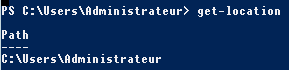 PS C:\Users\Administrateur> get-location
Path
----
C:\Users\Administrateur